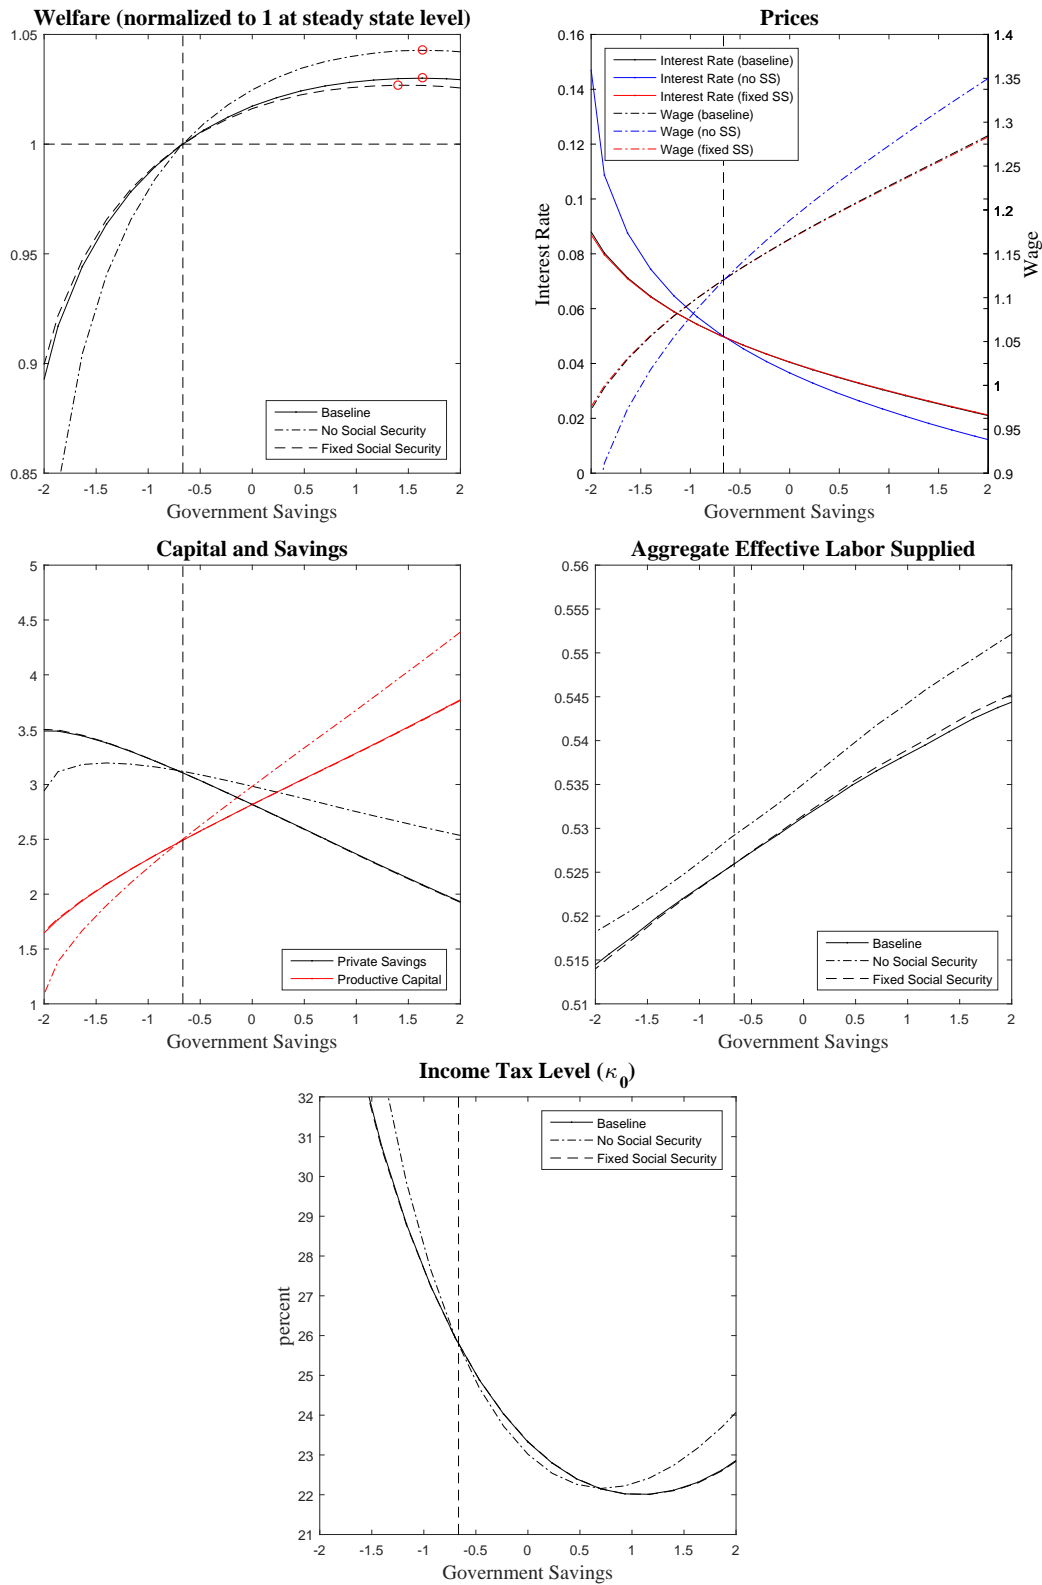 Welfare (normalized to 1 at steady state level)
1.05
1
0.95
0.9
0.85
-2 -1.5 -1 -0.5 0 0.5 1 1.5 2
Government Savings
Baseline
No Social Security
Fixed Social Security
Prices
0.16
0.14
0.12
0.1
0.08
0.06
0.04
0.02
0
Interest Rate
1.4
1.35
1.3
1.25
1.2
1.15
1.1
1.05
1
0.95
0.9
Wage
Interest Rate (baseline)
Interest Rate (no SS)
Interest Rate (fixed SS)
Wage (baseline)
Wage (no SS)
Wage (fixed SS)
-2 -1.5 -1 -0.5 0 0.5 1 1.5 2
Government Savings
Capital and Savings
5
4.5
4
3.5
3
2.5
2
1.5
1
Private Savings
Productive Capital
-2 -1.5 -1 -0.5 0 0.5 1 1.5 2
Government Savings
Aggregate Effective Labor Supplied
0.56
0.555
0.55
0.545
0.54
0.535
0.53
0.525
0.52
0.515
0.51
Baseline
No Social Security
Fixed Social Security
-2 -1.5 -1 -0.5 0 0.5 1 1.5 2
Government Savings
Income Tax Level (κ0)
32
31
30
29
28
27
26
25
24
23
22
21
percent
Baseline
No Social Security
Fixed Social Security
-2 -1.5 -1 -0.5 0 0.5 1 1.5 2
Government Savings